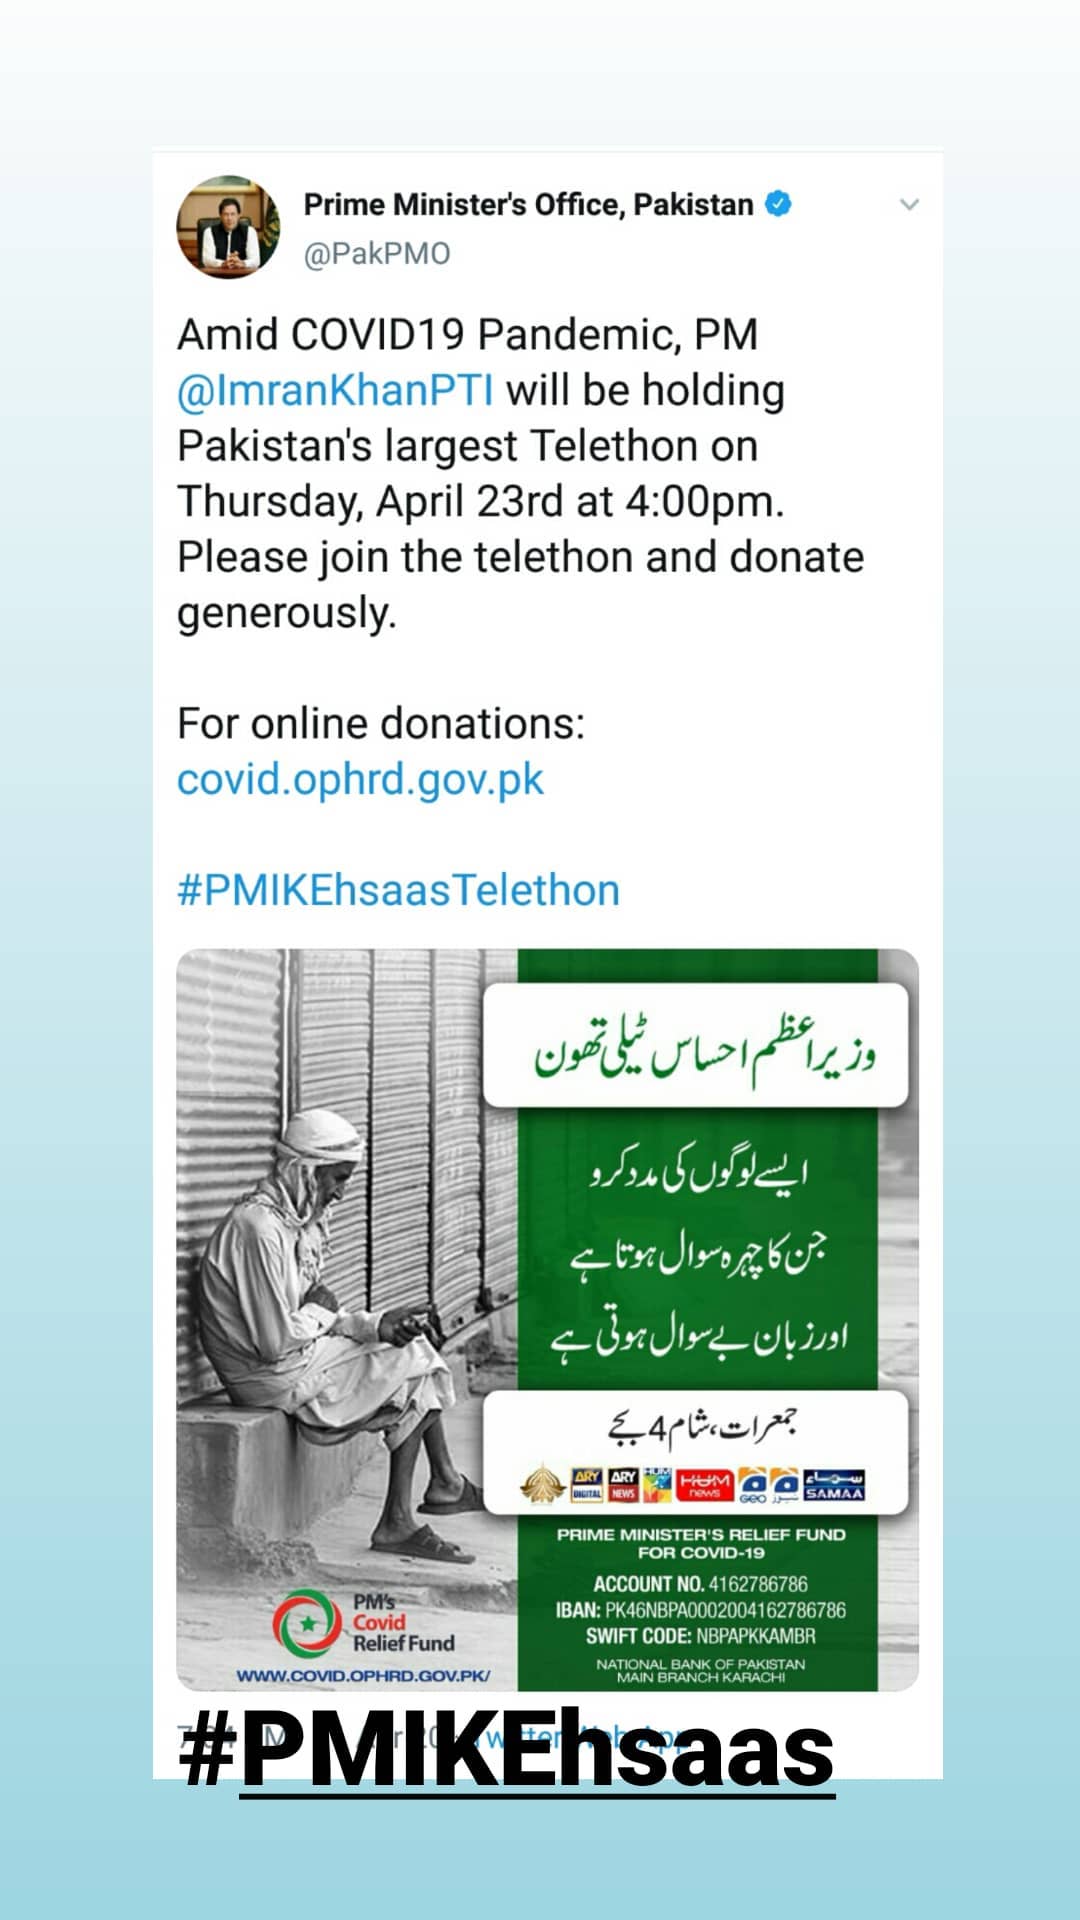 Prime Minister's Office, Pakistan
@PakPMO
Amid COVID19 Pandemic, PM
@ImranKhanPTI will be holding
Pakistan's largest Telethon on
Thursday, April 23rd at 4:00pm.
Please join the telethon and donate
generously.
For online donations:
covid.ophrd.gov.pk
#PMIKEhsaasTelethon
وزیراعظم احساس ٹیلی تھون
ایسے لوگوں کی مدد کرو
جن کا چہرہ سوال ہوتا ہے
اور زبان بے سوال ہوتی ہے
جمعرات، شام 4 بجے
ARY DIGITAL ARY NEWS HUM HUM news GEO سماء SAMAA
PRIME MINISTER'S RELIEF FUND
FOR COVID-19
ACCOUNT NO. 4162786786
IBAN: PK46NBPA0002004162786786
SWIFT CODE: NBPAPKKAMBR
NATIONAL BANK OF PAKISTAN
MAIN BRANCH KARACHI
PM's
Covid
Relief Fund
WWW.COVID.OPHRD.GOV.PK/
#PMIKEhsaas